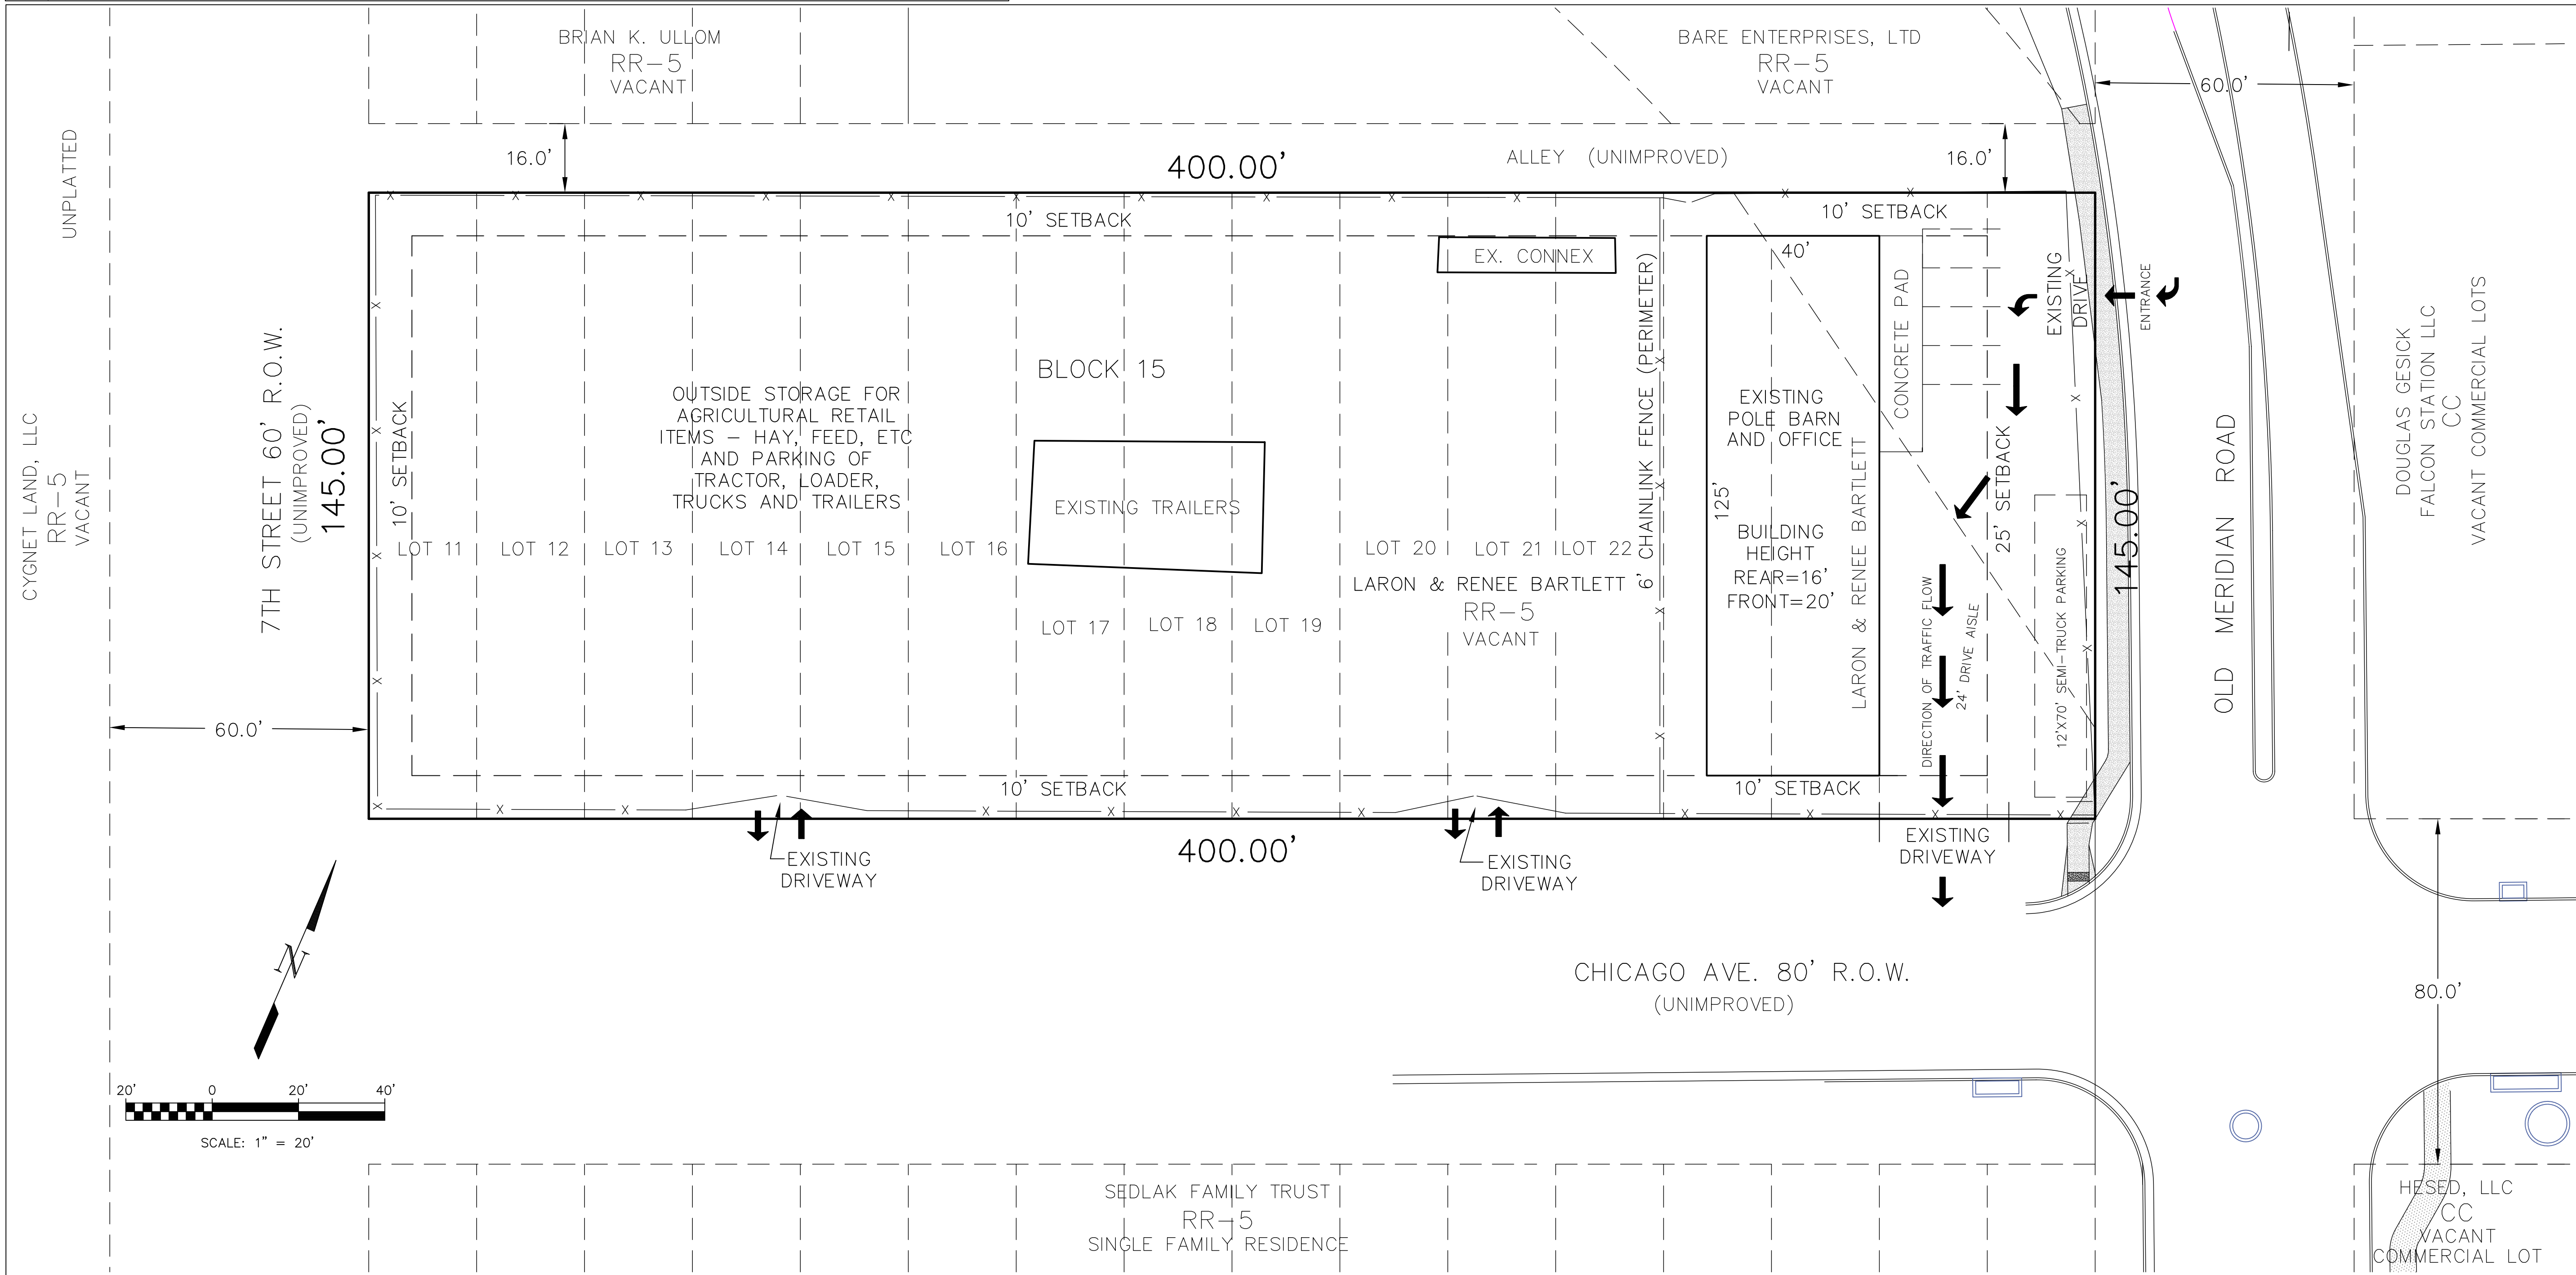 BRIAN K. ULLOM
RR-5
VACANT
BARE ENTERPRISES, LTD
RR-5
VACANT
60.0'
UNPLATTED
16.0'
400.00'
ALLEY (UNIMPROVED)
16.0'
10' SETBACK
10' SETBACK
EX. CONNEX
40'
CONCRETE PAD
EXISTING
DRIVE
ENTRANCE
6' CHAINLINK FENCE (PERIMETER)
BLOCK 15
OUTSIDE STORAGE FOR
AGRICULTURAL RETAIL
ITEMS - HAY, FEED, ETC
AND PARKING OF
TRACTOR, LOADER,
TRUCKS AND TRAILERS
EXISTING TRAILERS
EXISTING
POLE BARN
AND OFFICE
125'
BUILDING
HEIGHT
REAR=16'
FRONT=20'
LARON & RENEE BARTLETT
25' SETBACK
DIRECTION OF TRAFFIC FLOW
24' DRIVE AISLE
12'X70' SEMI-TRUCK PARKING
145.00'
OLD MERIDIAN ROAD
DOUGLAS GESICK
FALCON STATION LLC
CC
VACANT COMMERCIAL LOTS
CYGNET LAND, LLC
RR-5
VACANT
7TH STREET 60' R.O.W.
(UNIMPROVED)
145.00'
10' SETBACK
LOT 11
LOT 12
LOT 13
LOT 14
LOT 15
LOT 16
LOT 20
LOT 21
LOT 22
LARON & RENEE BARTLETT
RR-5
VACANT
LOT 17
LOT 18
LOT 19
60.0'
10' SETBACK
10' SETBACK
400.00'
EXISTING
DRIVEWAY
EXISTING
DRIVEWAY
EXISTING
DRIVEWAY
N
CHICAGO AVE. 80' R.O.W.
(UNIMPROVED)
80.0'
20' 0 20' 40'
SCALE: 1" = 20'
SEDLAK FAMILY TRUST
RR-5
SINGLE FAMILY RESIDENCE
HESED, LLC
CC
VACANT
COMMERCIAL LOT